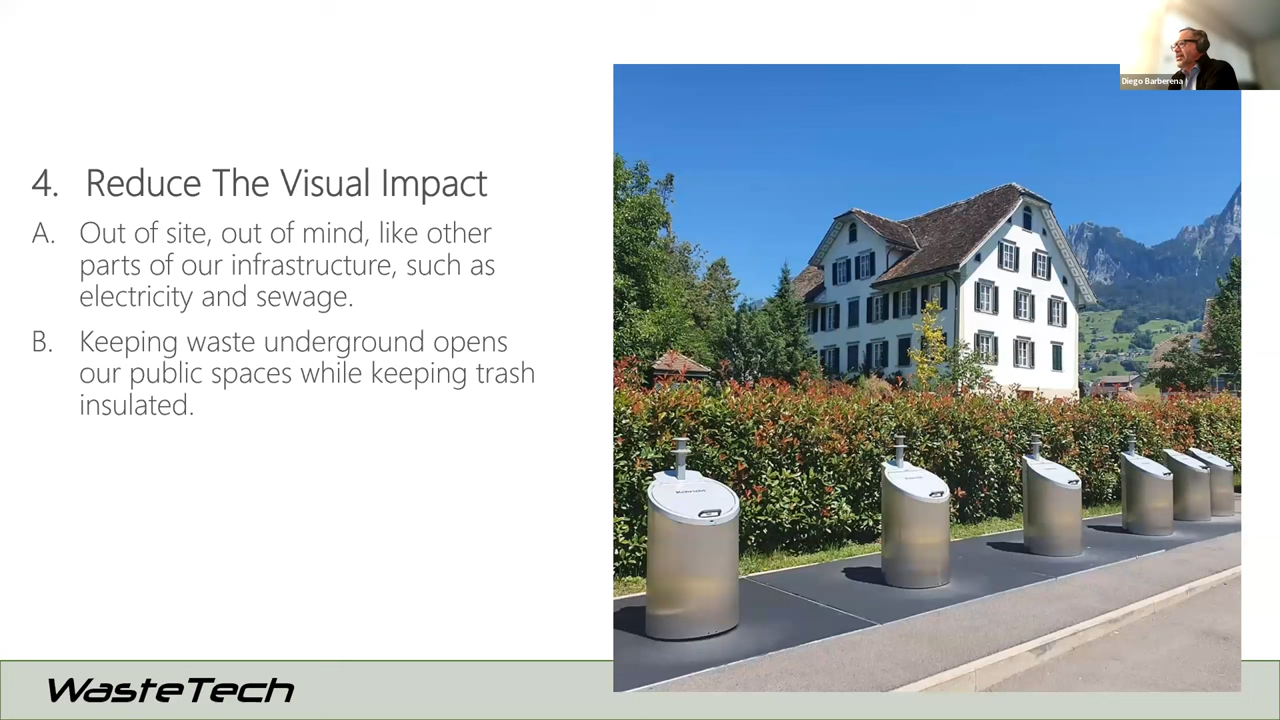 Diego Barberena
4. Reduce The Visual Impact
A. Out of site, out of mind, like other
parts of our infrastructure, such as
electricity and sewage.
B. Keeping waste underground opens
our public spaces while keeping trash
insulated.
WasteTech